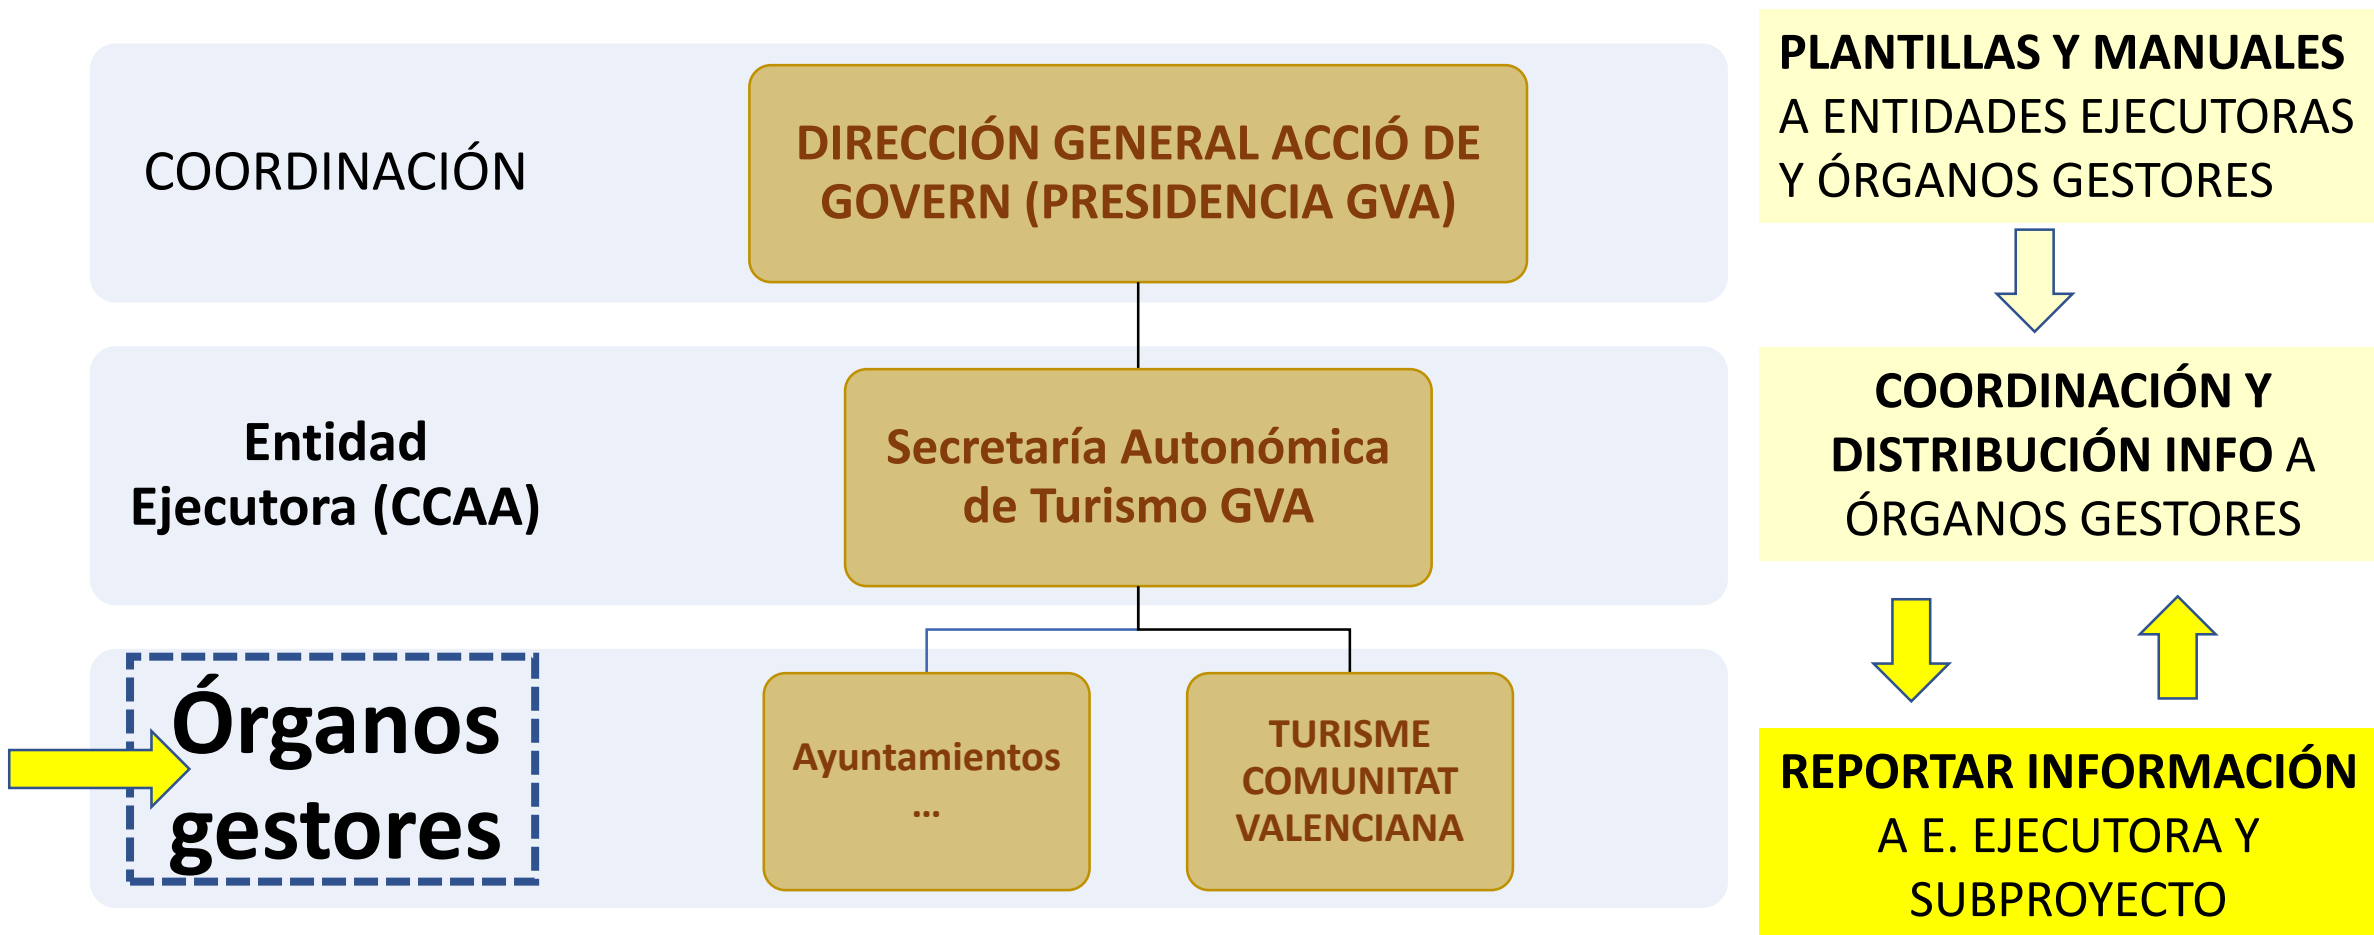 COORDINACIÓN
DIRECCIÓN GENERAL ACCIÓ DE
GOVERN (PRESIDENCIA GVA)
PLANTILLAS Y MANUALES
A ENTIDADES EJECUTORAS
Y ÓRGANOS GESTORES
Entidad
Ejecutora (CCAA)
Secretaría Autonómica
de Turismo GVA
COORDINACIÓN Y
DISTRIBUCIÓN INFO A
ÓRGANOS GESTORES
Órganos
gestores
Ayuntamientos
...
TURISME
COMUNITAT
VALENCIANA
REPORTAR INFORMACIÓN
A E. EJECUTORA Y
SUBPROYECTO